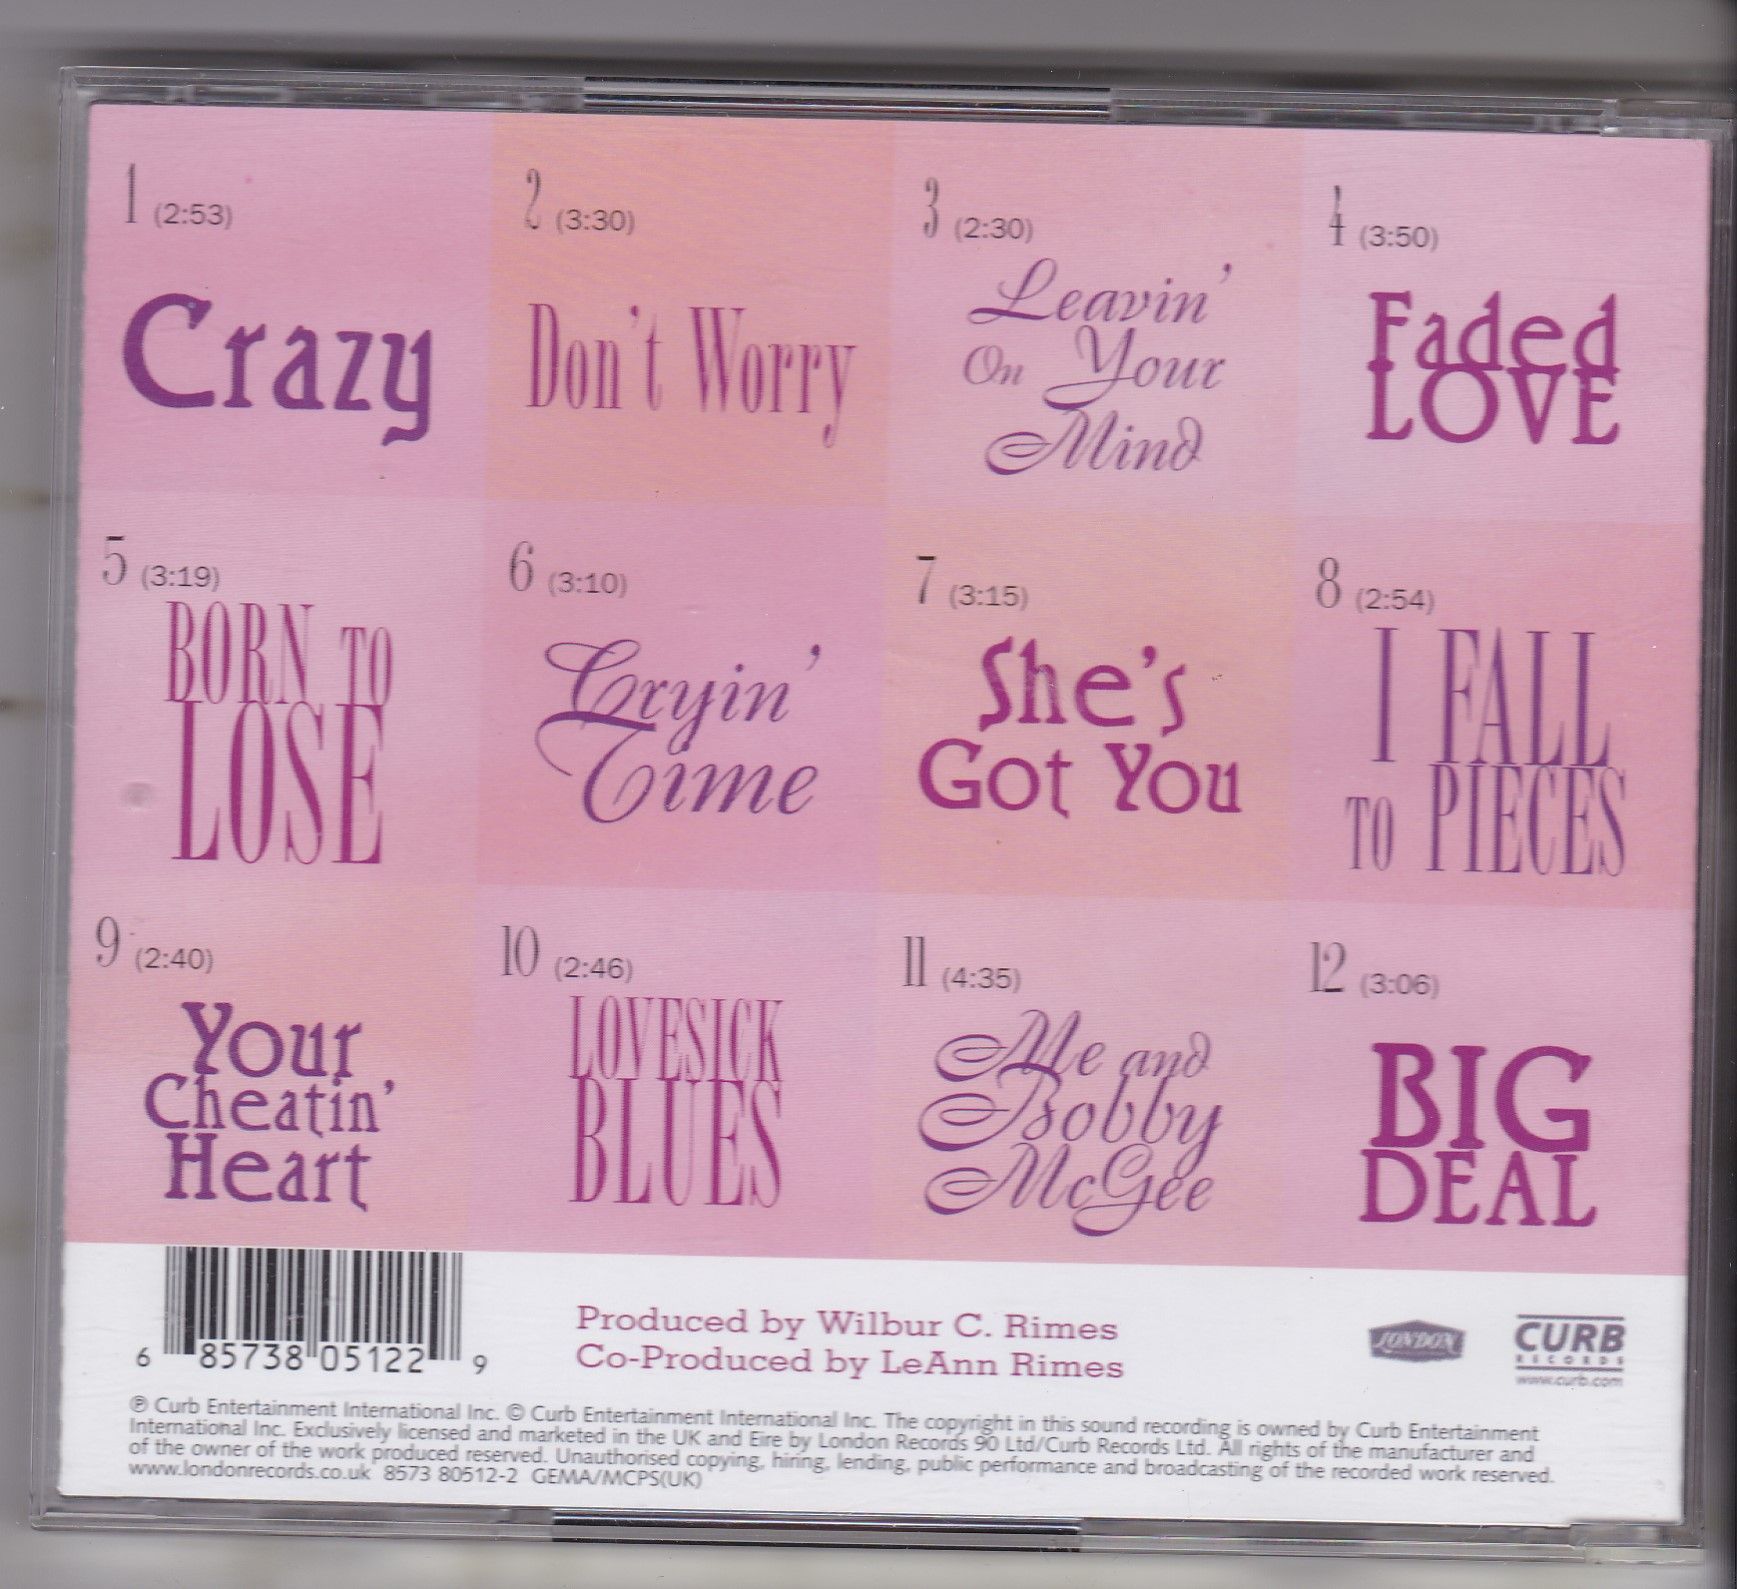 1 (2:53)
Crazy
2 (3:30)
Don't Worry
3 (2:30)
Leavin'
On Your
Mind
4 (3:50)
Faded
LOVE
5 (3:19)
BORN TO
LOSE
6 (3:10)
Cryin'
Time
7 (3:15)
She's
Got You
8 (2:54)
I FALL
TO PIECES
9 (2:40)
Your
Cheatin'
Heart
10 (2:46)
LOVESICK
BLUES
11 (4:35)
Me and
Bobby
McGee
12 (3:06)
BIG
DEAL
6 85738 05122 9
Produced by Wilbur C. Rimes
Co-Produced by LeAnn Rimes
LONDON
CURB
RECORDS
www.curb.com
℗ Curb Entertainment International Inc. © Curb Entertainment International Inc. The copyright in this sound recording is owned by Curb Entertainment
International Inc. Exclusively licensed and marketed in the UK and Eire by London Records 90 Ltd/Curb Records Ltd. All rights of the manufacturer and
of the owner of the work produced reserved. Unauthorised copying, hiring, lending, public performance and broadcasting of the recorded work reserved.
www.londonrecords.co.uk 8573 80512-2 GEMA/MCPS(UK)